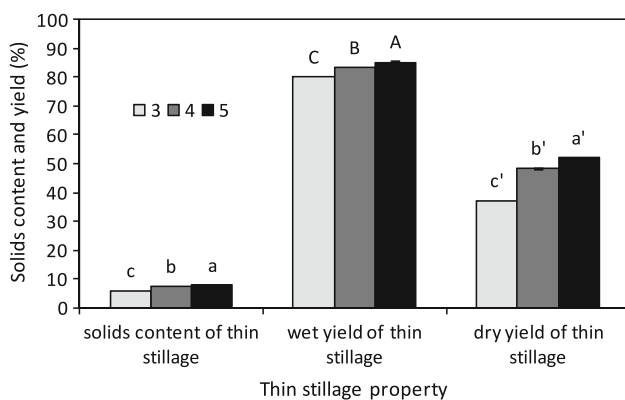 Solids content and yield (%)
100
90
80
70
60
50
40
30
20
10
0
3 4 5
c b a
C B A
c' b' a'
solids content of thin
stillage
wet yield of thin
stillage
dry yield of thin
stillage
Thin stillage property